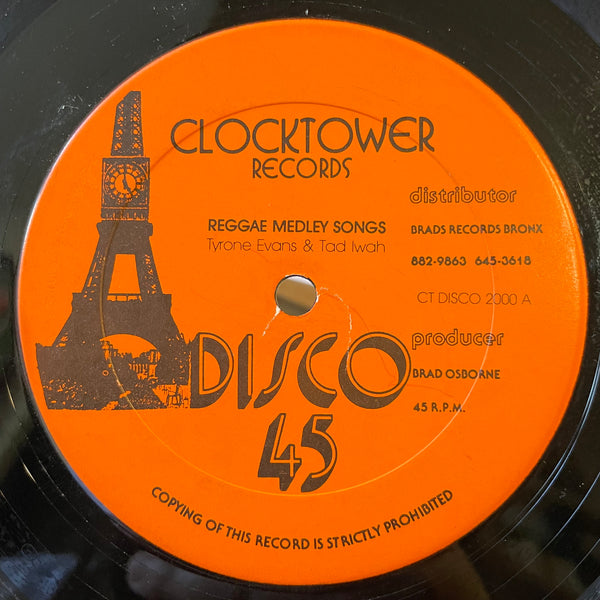 CLOCKTOWER
RECORDS
distributor
REGGAE MEDLEY SONGS
Tyrone Evans & Tad Iwah
BRADS RECORDS BRONX
882-9863 645-3618
CT DISCO 2000 A
producer
DISCO
45
BRAD OSBORNE
45 R.P.M.
COPYING OF THIS RECORD IS STRICTLY PROHIBITED